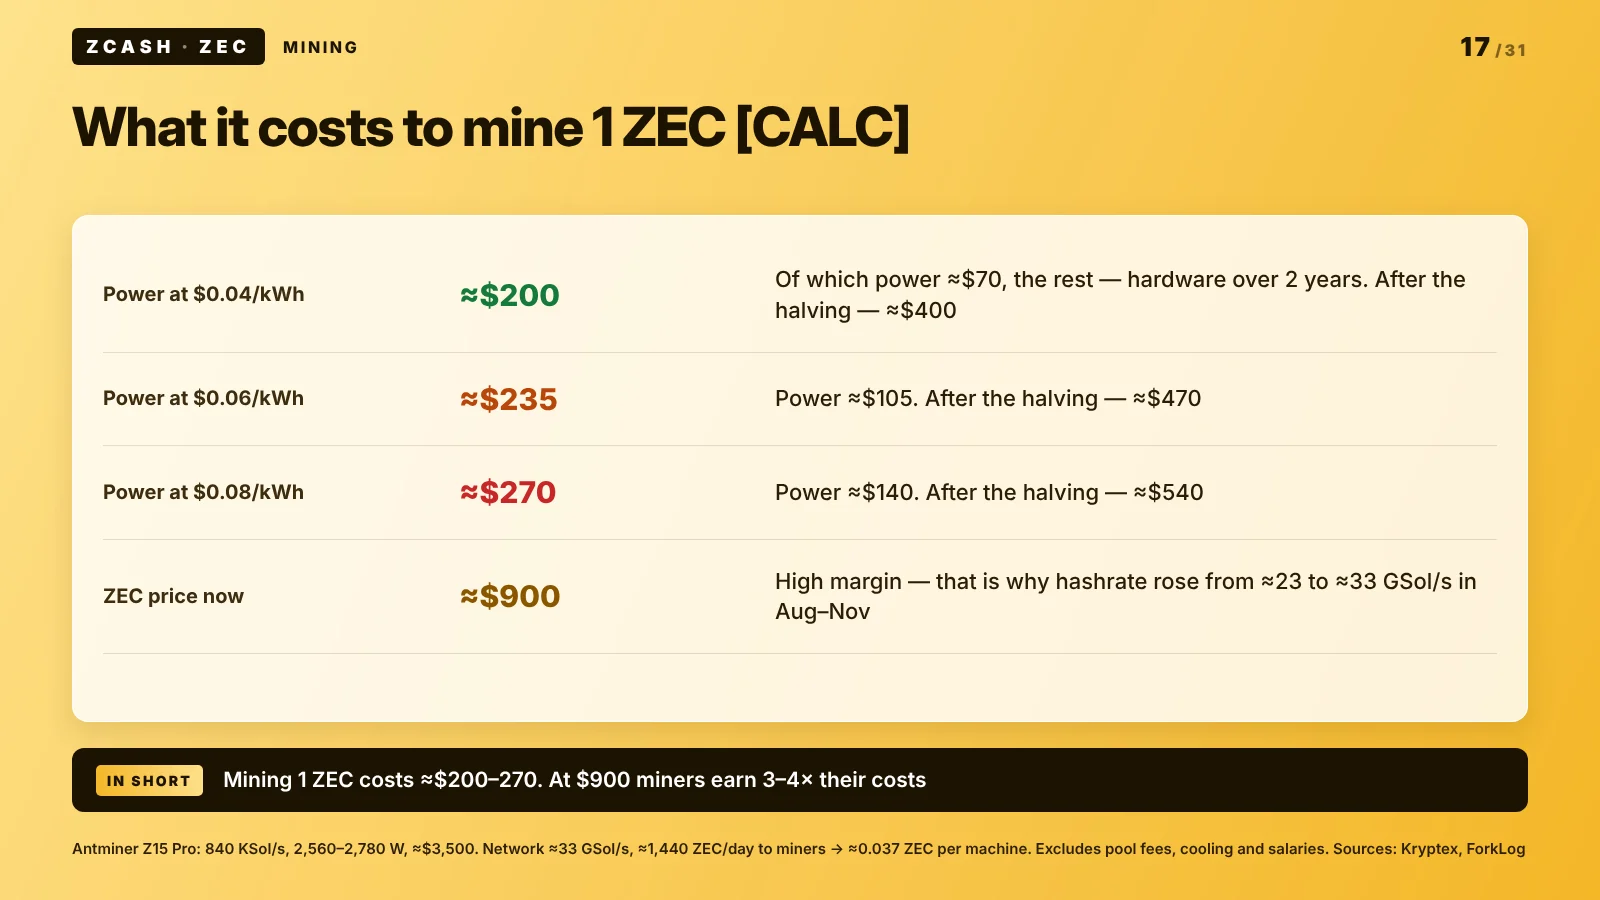 ZCASH · ZEC MINING 17 / 31
What it costs to mine 1 ZEC [CALC]
Power at $0.04/kWh ≈$200 Of which power ≈$70, the rest — hardware over 2 years. After the
halving — ≈$400
Power at $0.06/kWh ≈$235 Power ≈$105. After the halving — ≈$470
Power at $0.08/kWh ≈$270 Power ≈$140. After the halving — ≈$540
ZEC price now ≈$900 High margin — that is why hashrate rose from ≈23 to ≈33 GSol/s in
Aug–Nov
IN SHORT Mining 1 ZEC costs ≈$200–270. At $900 miners earn 3–4× their costs
Antminer Z15 Pro: 840 KSol/s, 2,560–2,780 W, ≈$3,500. Network ≈33 GSol/s, ≈1,440 ZEC/day to miners → ≈0.037 ZEC per machine. Excludes pool fees, cooling and salaries. Sources: Kryptex, ForkLog